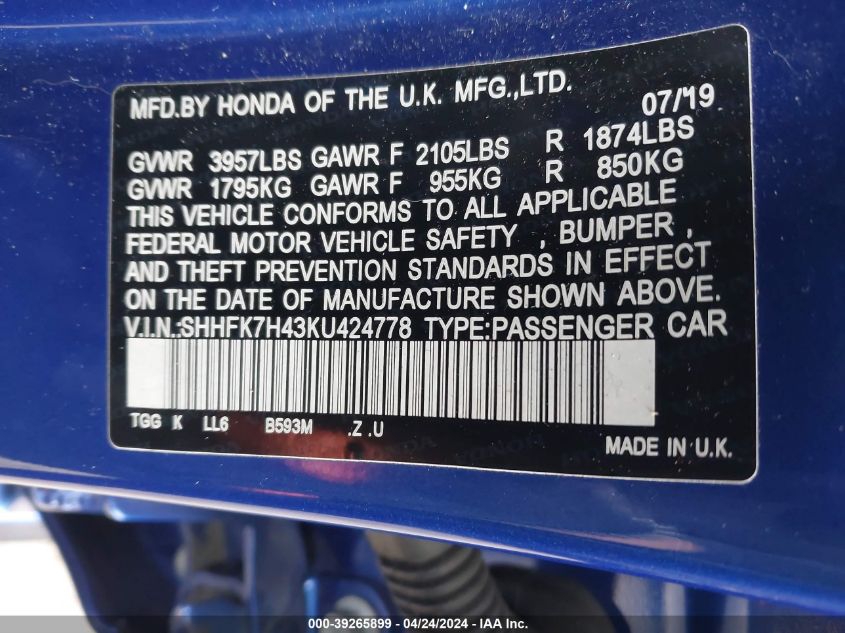 MFD.BY HONDA OF THE U.K. MFG.,LTD. 07/19
GVWR 3957LBS GAWR F 2105LBS R 1874LBS
GVWR 1795KG GAWR F 955KG R 850KG
THIS VEHICLE CONFORMS TO ALL APPLICABLE
FEDERAL MOTOR VEHICLE SAFETY , BUMPER ,
AND THEFT PREVENTION STANDARDS IN EFFECT
ON THE DATE OF MANUFACTURE SHOWN ABOVE.
V.I.N.:SHHFK7H43KU424778 TYPE:PASSENGER CAR
TGG K LL6 B593M .Z .U
MADE IN U.K.
000-39265899 / 04/24/2024 - IAA Inc.